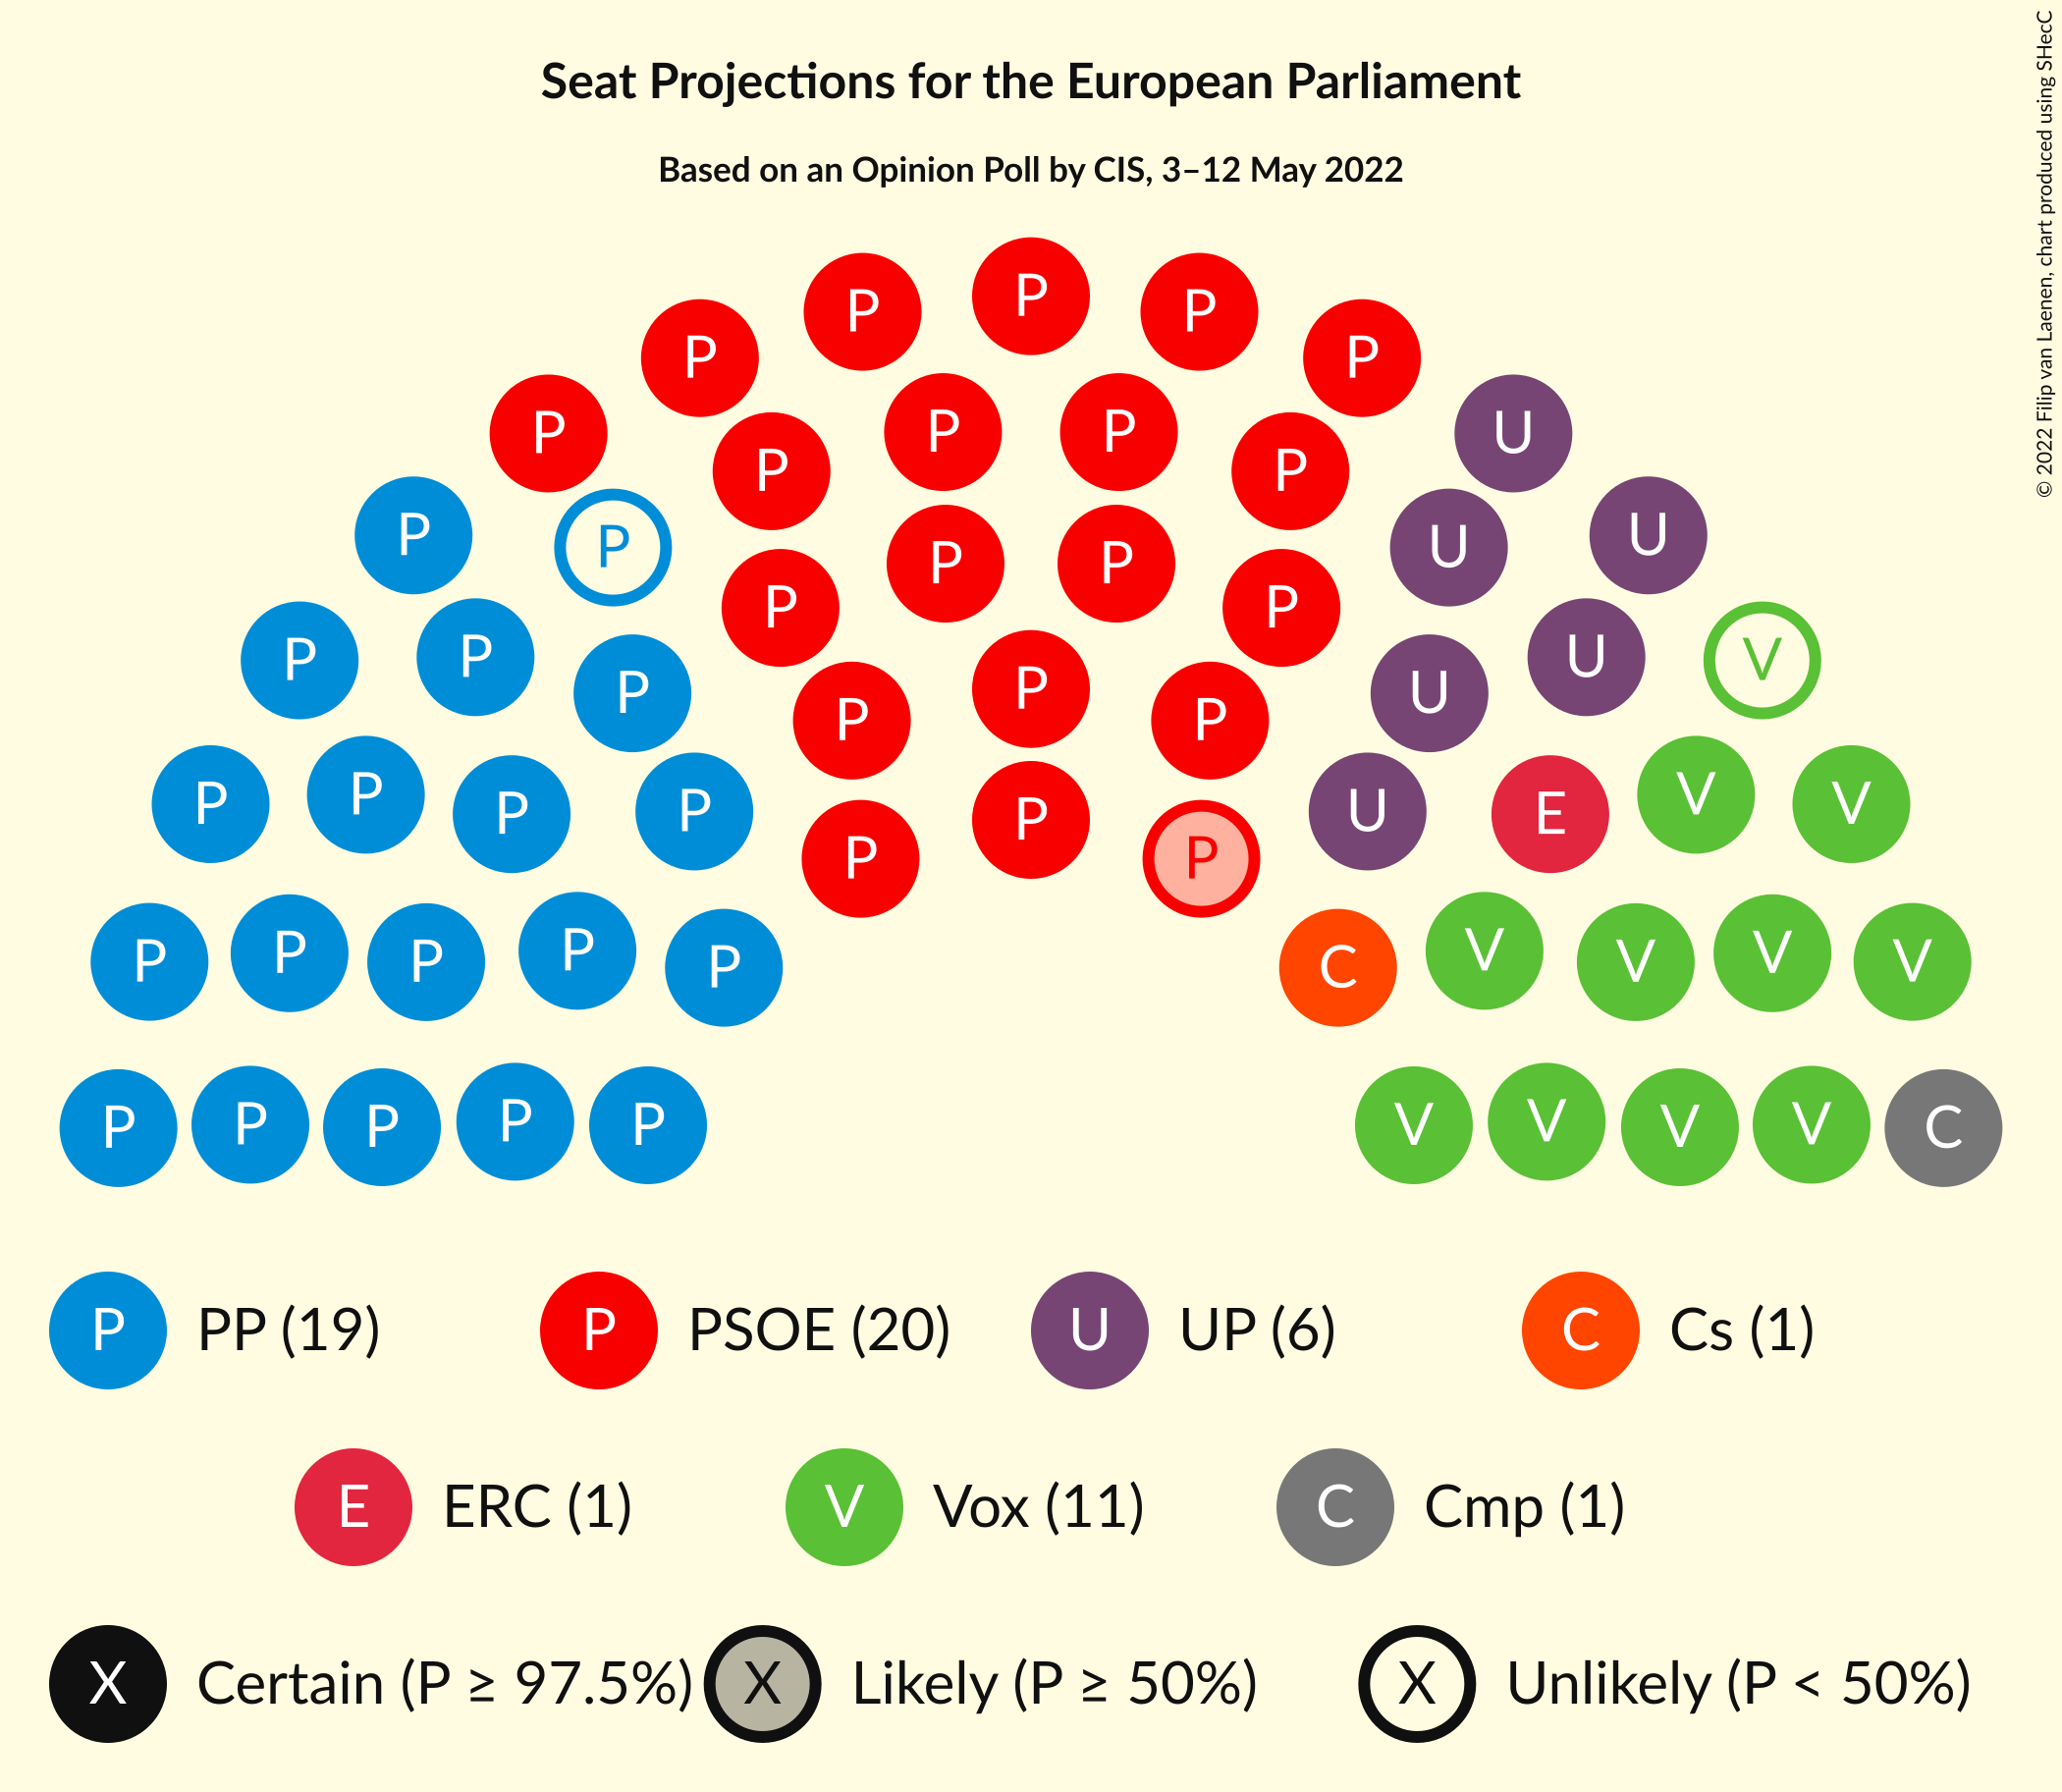 © 2022 Filip van Laenen, chart produced using SHecC
Seat Projections for the European Parliament
Based on an Opinion Poll by CIS, 3–12 May 2022
P
P P
P P
P P P U
P P
P P P P U U
P P
P P P P U U V
P P
P P P P P U E V V
P P
P P P P P C V V V V
P P P P P V V V V C
P PP (19) P PSOE (20) U UP (6) C Cs (1)
E ERC (1) V Vox (11) C Cmp (1)
X Certain (P ≥ 97.5%) X Likely (P ≥ 50%) X Unlikely (P < 50%)